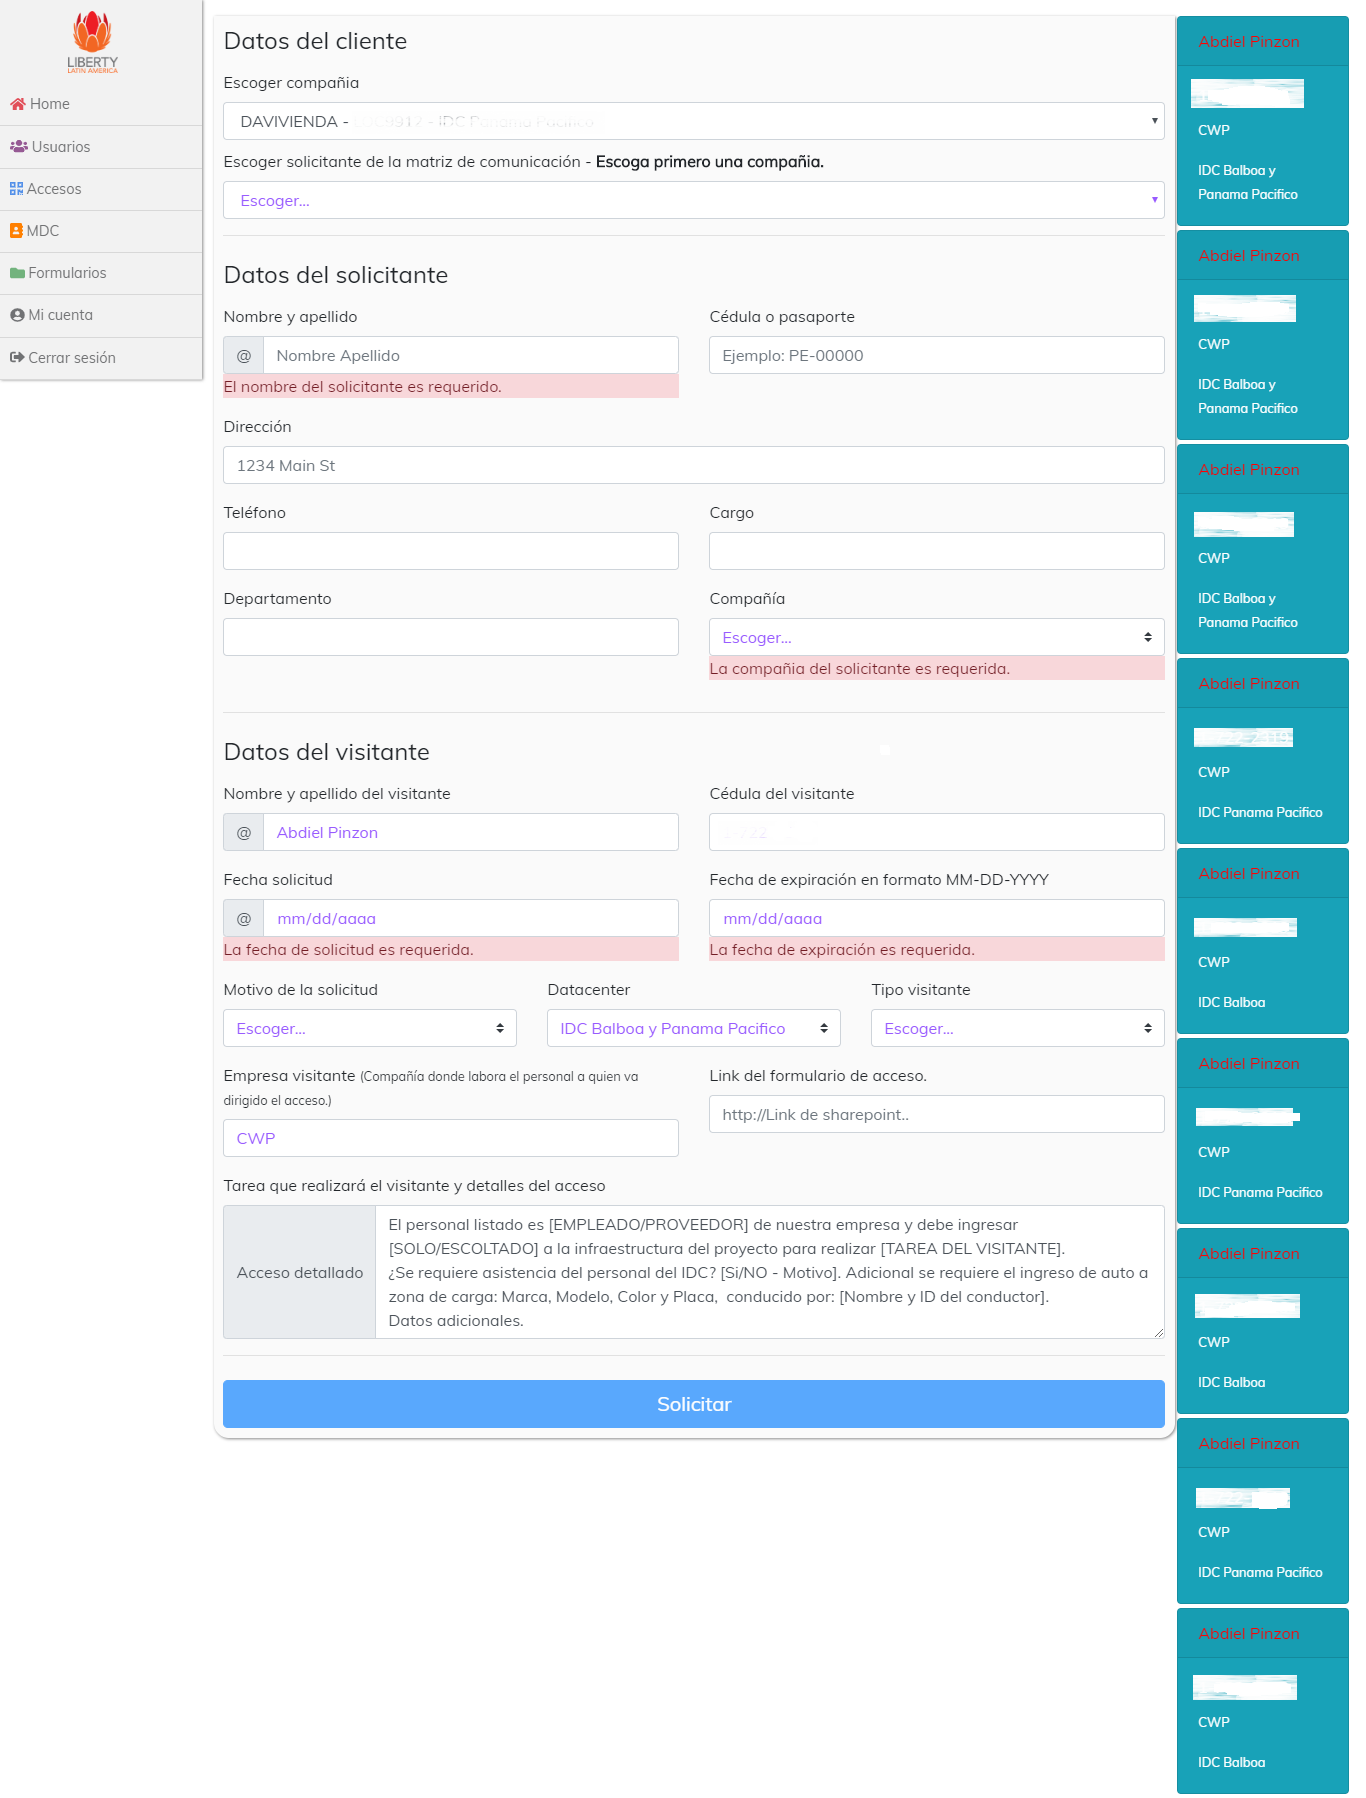 LIBERTY
LATIN AMERICA
Home
Usuarios
Accesos
MDC
Formularios
Mi cuenta
Cerrar sesión
Datos del cliente
Escoger compañia
DAVIVIENDA - - IDC Panama Pacifico
Escoger solicitante de la matriz de comunicación - Escoga primero una compañia.
Escoger...
Datos del solicitante
Nombre y apellido
Cédula o pasaporte
@ Nombre Apellido
Ejemplo: PE-00000
El nombre del solicitante es requerido.
Dirección
1234 Main St
Teléfono
Cargo
Departamento
Compañía
Escoger...
La compañia del solicitante es requerida.
Datos del visitante
Nombre y apellido del visitante
Cédula del visitante
@ Abdiel Pinzon
Fecha solicitud
Fecha de expiración en formato MM-DD-YYYY
@ mm/dd/aaaa
mm/dd/aaaa
La fecha de solicitud es requerida.
La fecha de expiración es requerida.
Motivo de la solicitud
Datacenter
Tipo visitante
Escoger...
IDC Balboa y Panama Pacifico
Escoger...
Empresa visitante (Compañía donde labora el personal a quien va
dirigido el acceso.)
Link del formulario de acceso.
CWP
http://Link de sharepoint..
Tarea que realizará el visitante y detalles del acceso
Acceso detallado
El personal listado es [EMPLEADO/PROVEEDOR] de nuestra empresa y debe ingresar
[SOLO/ESCOLTADO] a la infraestructura del proyecto para realizar [TAREA DEL VISITANTE].
¿Se requiere asistencia del personal del IDC? [Si/NO - Motivo]. Adicional se requiere el ingreso de auto a
zona de carga: Marca, Modelo, Color y Placa, conducido por: [Nombre y ID del conductor].
Datos adicionales.
Solicitar
Abdiel Pinzon
CWP
IDC Balboa y
Panama Pacifico
Abdiel Pinzon
CWP
IDC Balboa y
Panama Pacifico
Abdiel Pinzon
CWP
IDC Balboa y
Panama Pacifico
Abdiel Pinzon
CWP
IDC Panama Pacifico
Abdiel Pinzon
CWP
IDC Balboa
Abdiel Pinzon
CWP
IDC Panama Pacifico
Abdiel Pinzon
CWP
IDC Balboa
Abdiel Pinzon
CWP
IDC Panama Pacifico
Abdiel Pinzon
CWP
IDC Balboa